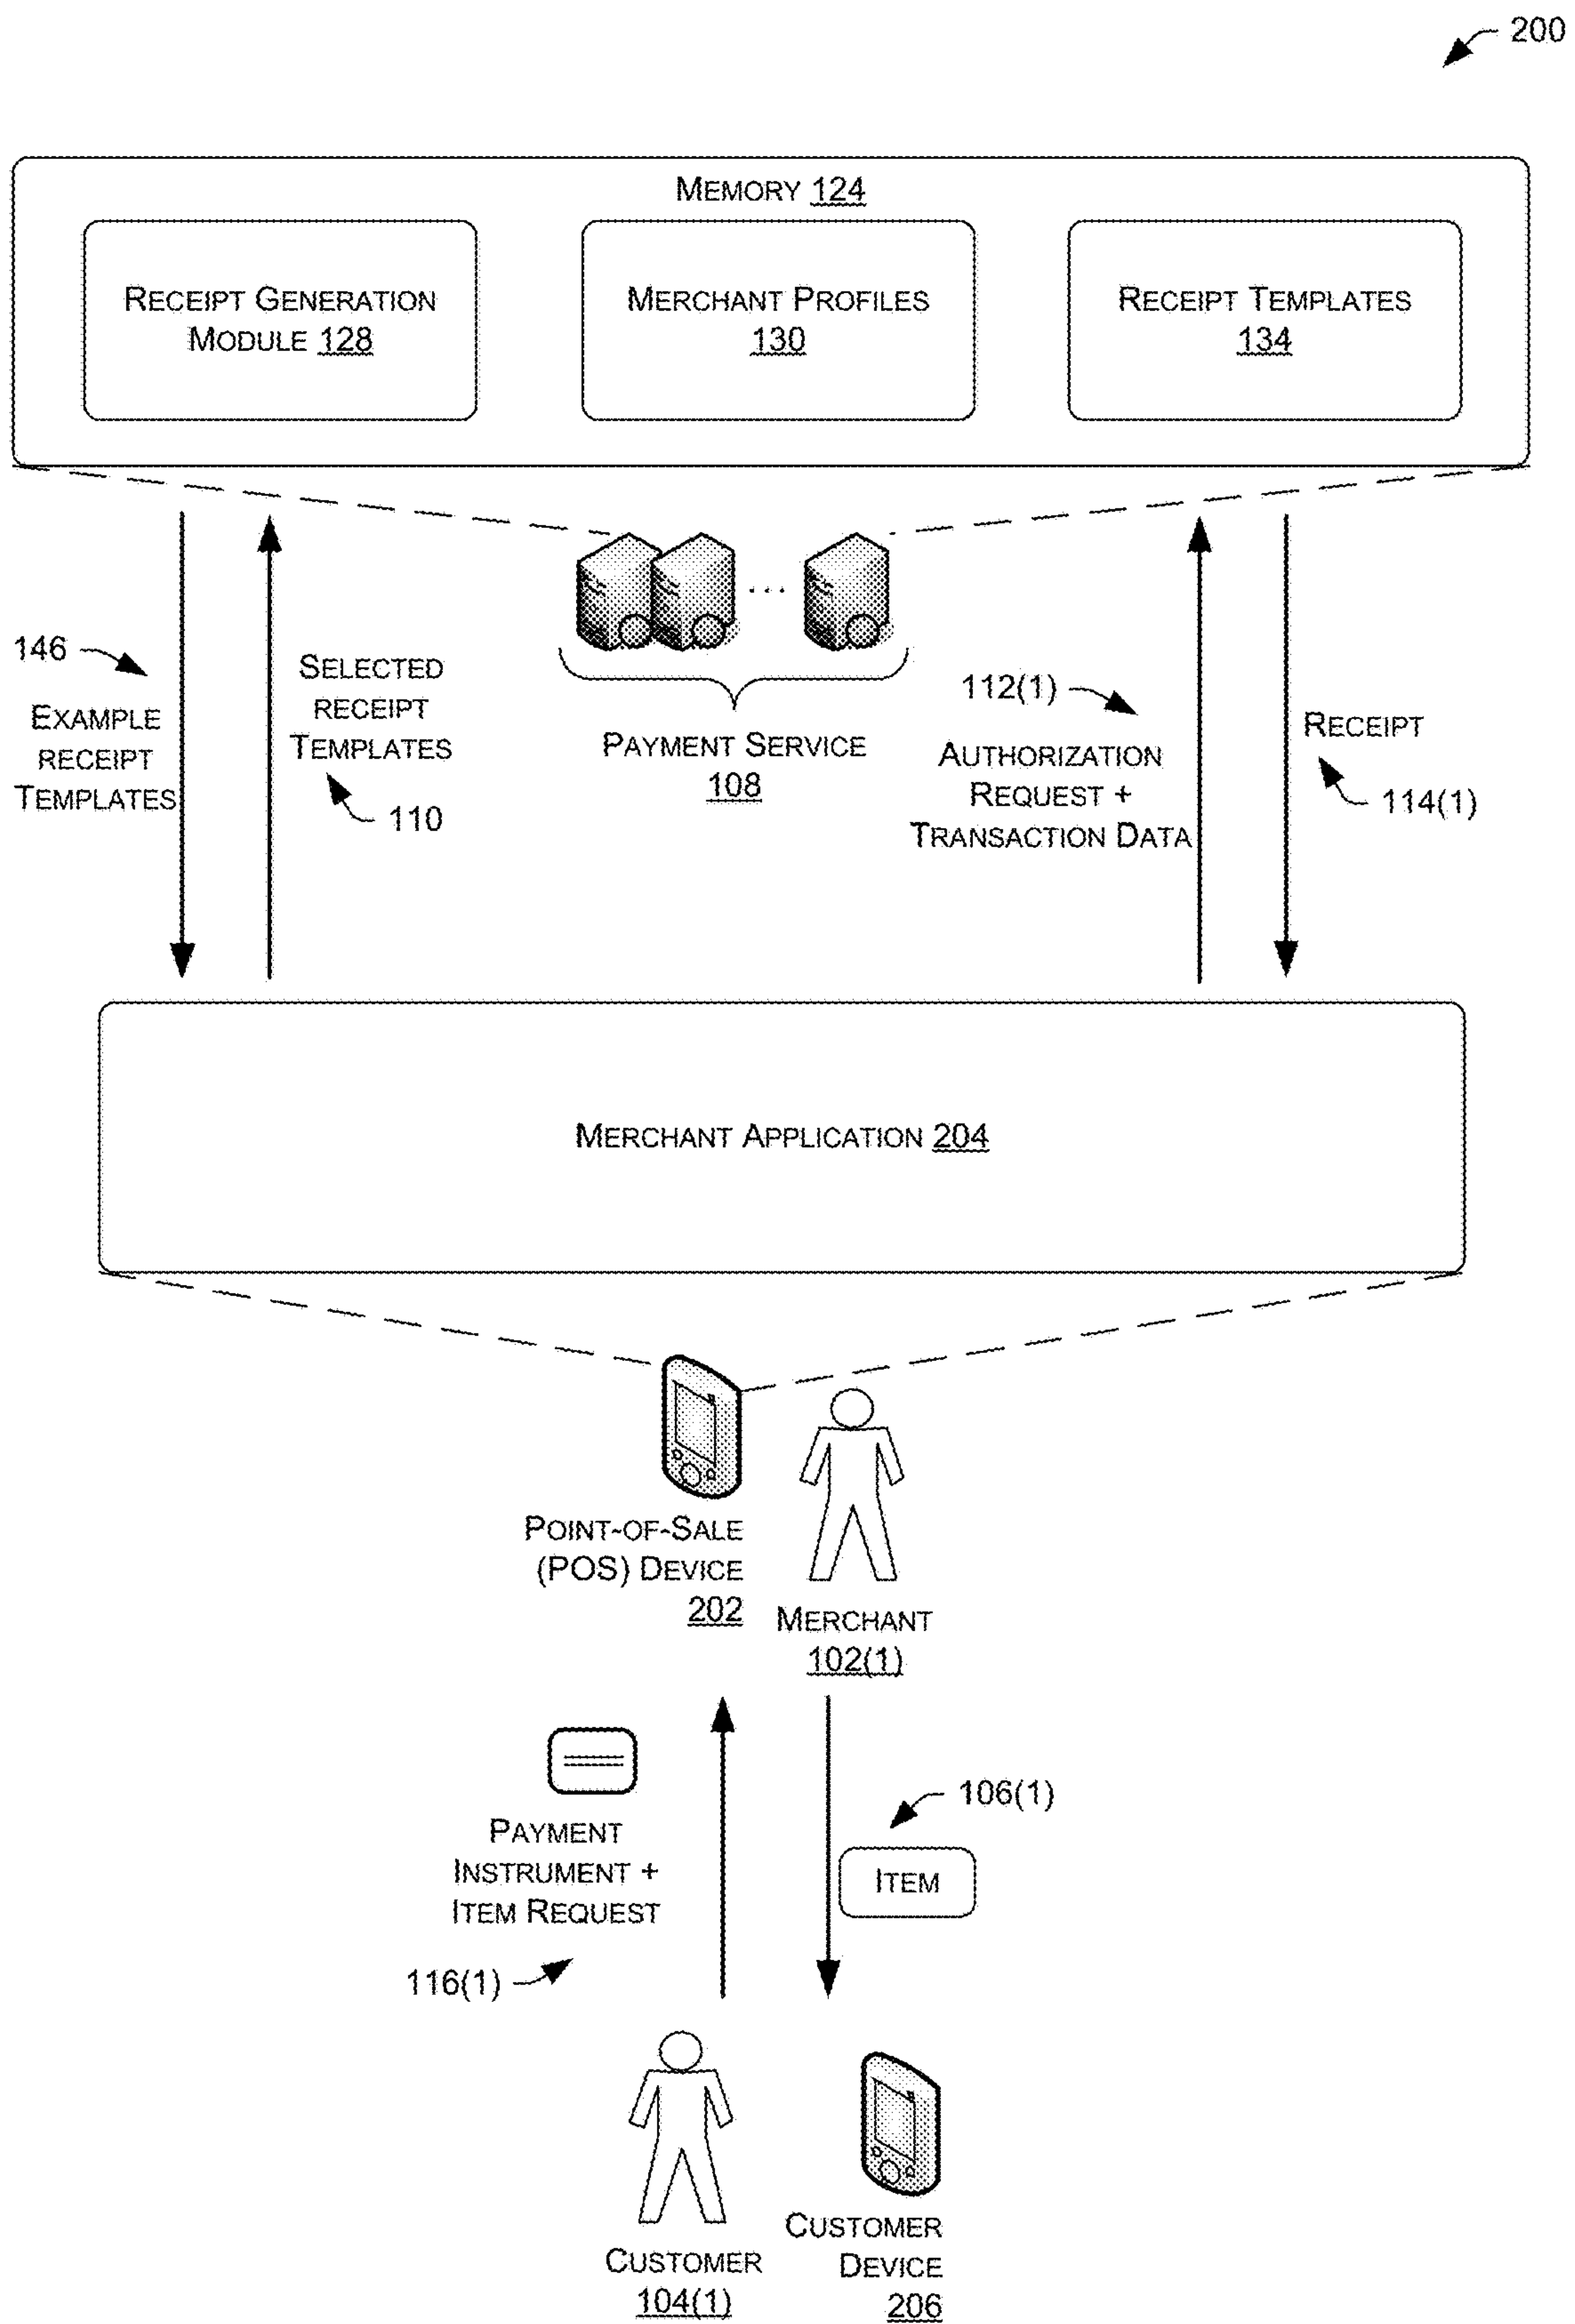 200
MEMORY 124
RECEIPT GENERATION
MODULE 128
MERCHANT PROFILES
130
RECEIPT TEMPLATES
134
146
EXAMPLE
RECEIPT
TEMPLATES
SELECTED
RECEIPT
TEMPLATES
110
PAYMENT SERVICE
108
112(1)
AUTHORIZATION
REQUEST +
TRANSACTION DATA
RECEIPT
114(1)
MERCHANT APPLICATION 204
POINT-OF-SALE
(POS) DEVICE
202
MERCHANT
102(1)
PAYMENT
INSTRUMENT +
ITEM REQUEST
116(1)
106(1)
ITEM
CUSTOMER
104(1)
CUSTOMER
DEVICE
206